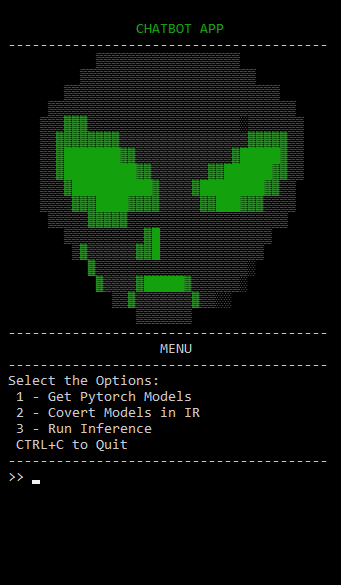 CHATBOT APP
----------------------------------------
----------------------------------------
MENU
----------------------------------------
Select the Options:
1 - Get Pytorch Models
2 - Covert Models in IR
3 - Run Inference
CTRL+C to Quit
----------------------------------------
>> _